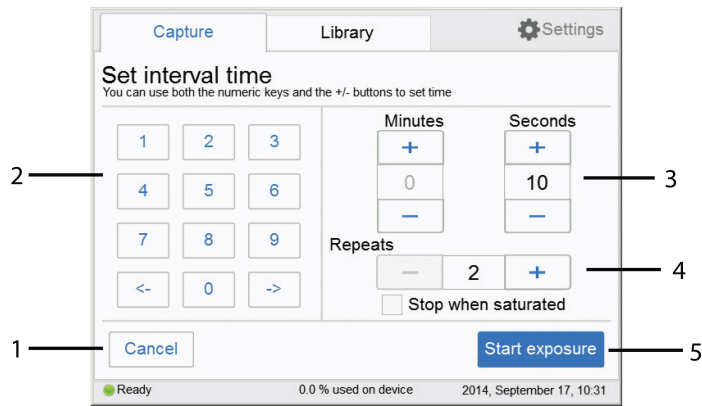 Capture Library Settings
Set interval time
You can use both the numeric keys and the +/- buttons to set time
Minutes Seconds
1 2 3 + +
2 4 5 6 0 10 3
7 8 9 − −
Repeats
<- 0 -> − 2 + 4
Stop when saturated
1 Cancel Start exposure 5
Ready 0.0 % used on device 2014, September 17, 10:31